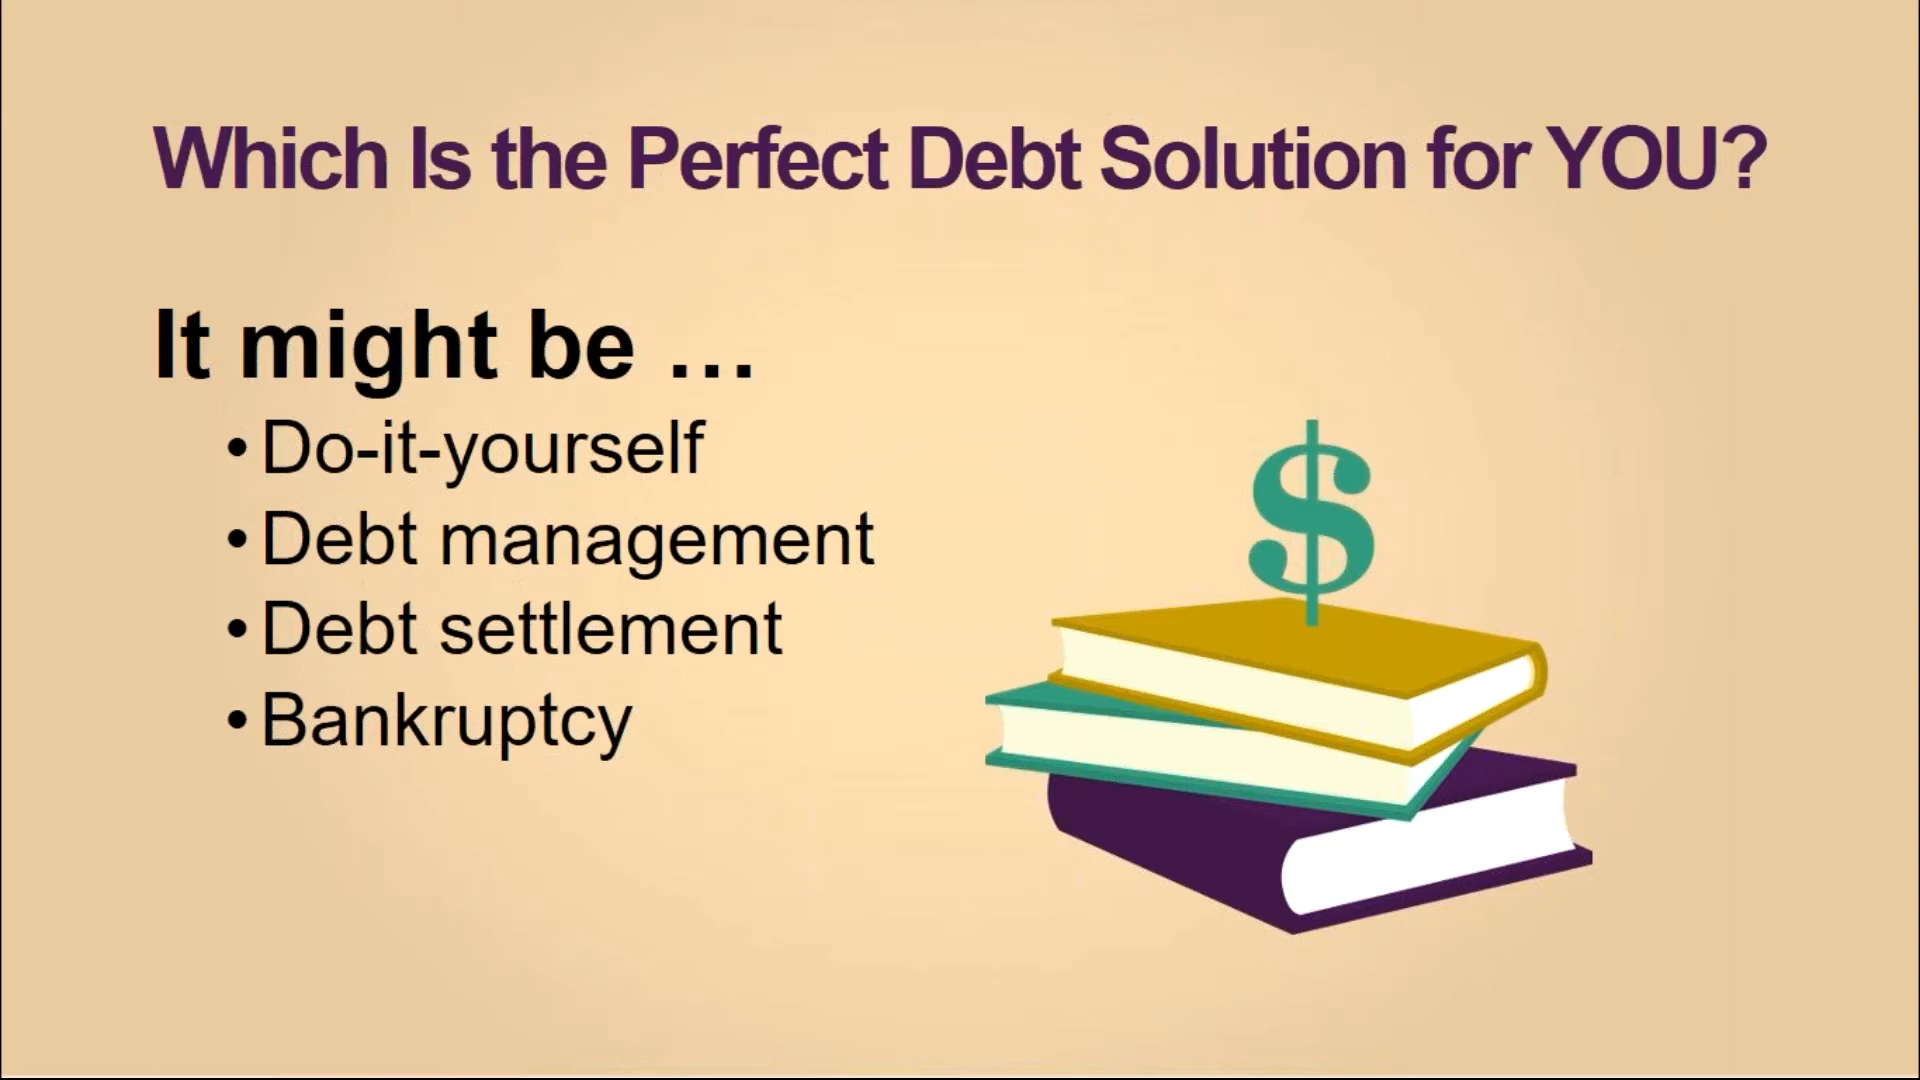 Which Is the Perfect Debt Solution for YOU?
It might be …
•Do-it-yourself
•Debt management
•Debt settlement
•Bankruptcy
$